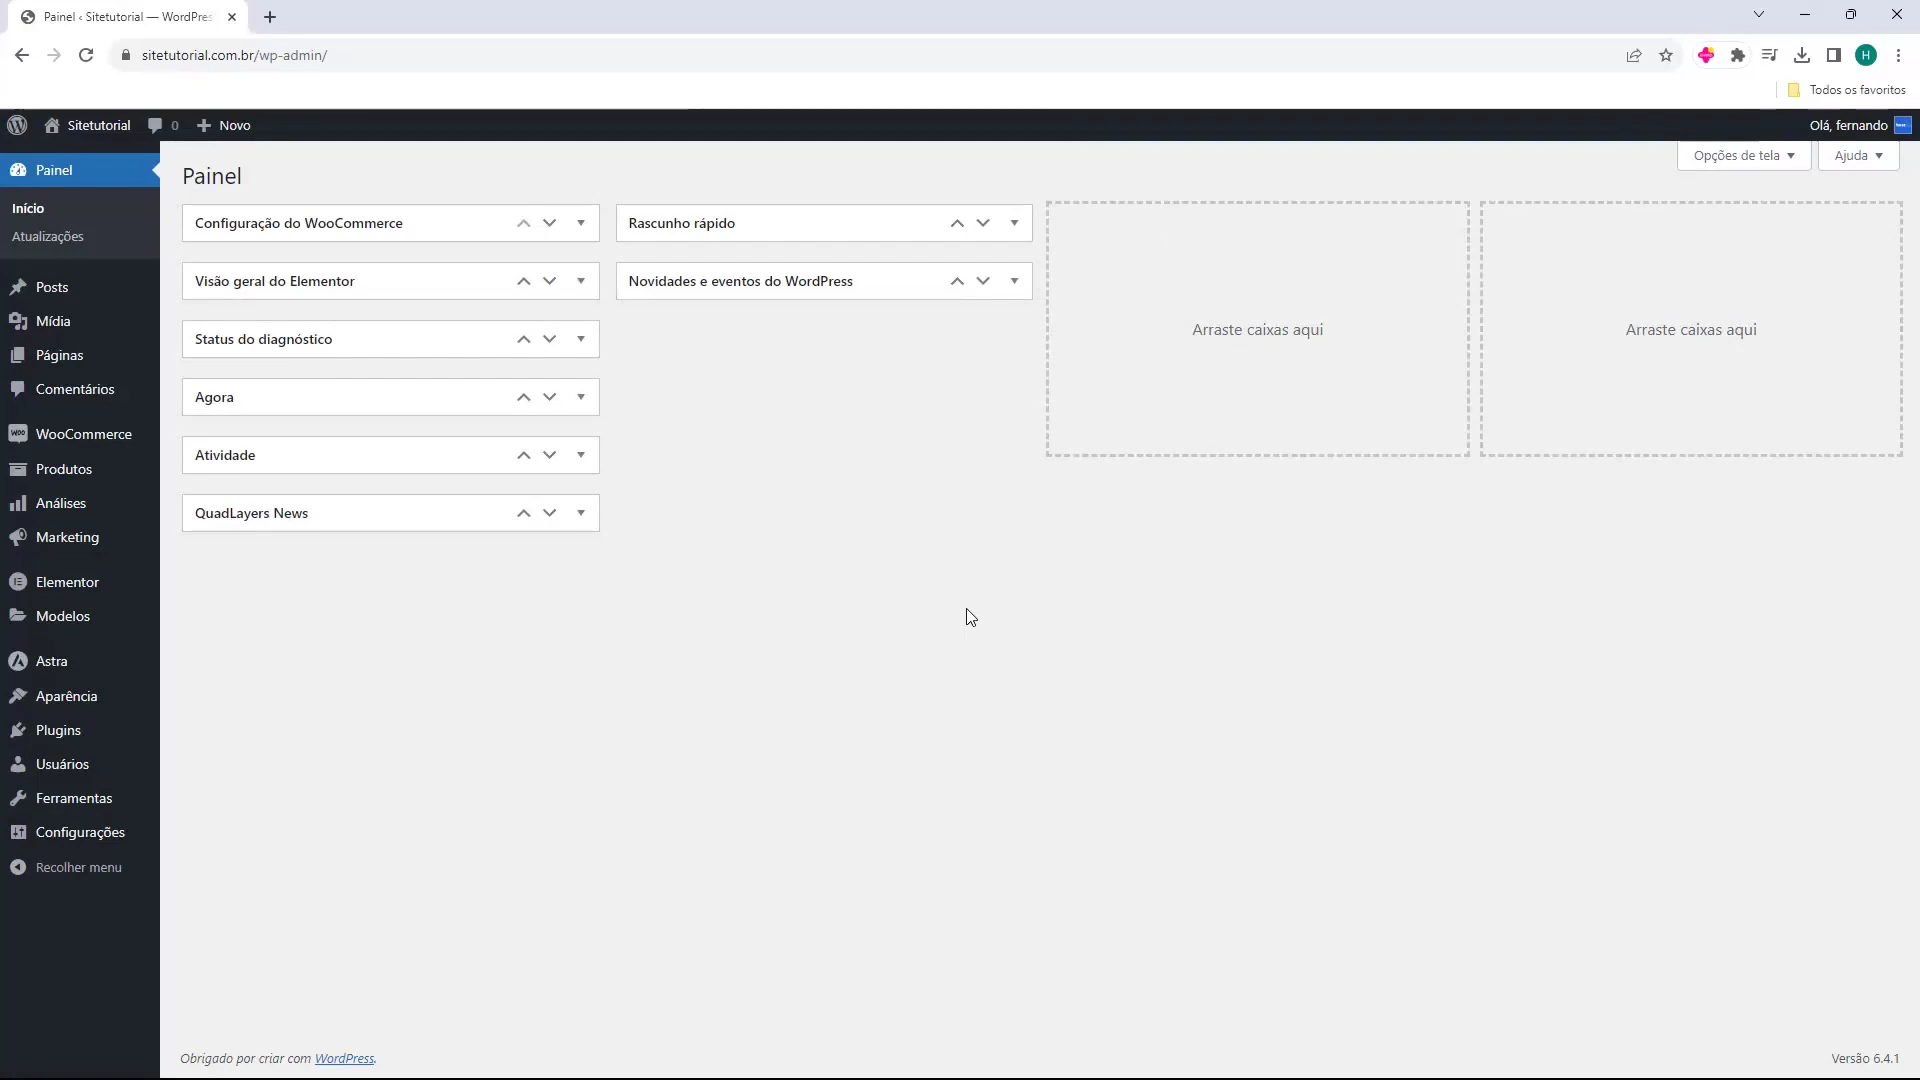 Painel ‹ Sitetutorial — WordPres
sitetutorial.com.br/wp-admin/
H
Todos os favoritos
Sitetutorial
0
Novo
Olá, fernando
Painel
Início
Atualizações
Posts
Mídia
Páginas
Comentários
WooCommerce
Produtos
Análises
Marketing
Elementor
Modelos
Astra
Aparência
Plugins
Usuários
Ferramentas
Configurações
Recolher menu
Opções de tela
Ajuda
Painel
Configuração do WooCommerce
Visão geral do Elementor
Status do diagnóstico
Agora
Atividade
QuadLayers News
Rascunho rápido
Novidades e eventos do WordPress
Arraste caixas aqui
Arraste caixas aqui
Obrigado por criar com WordPress.
Versão 6.4.1